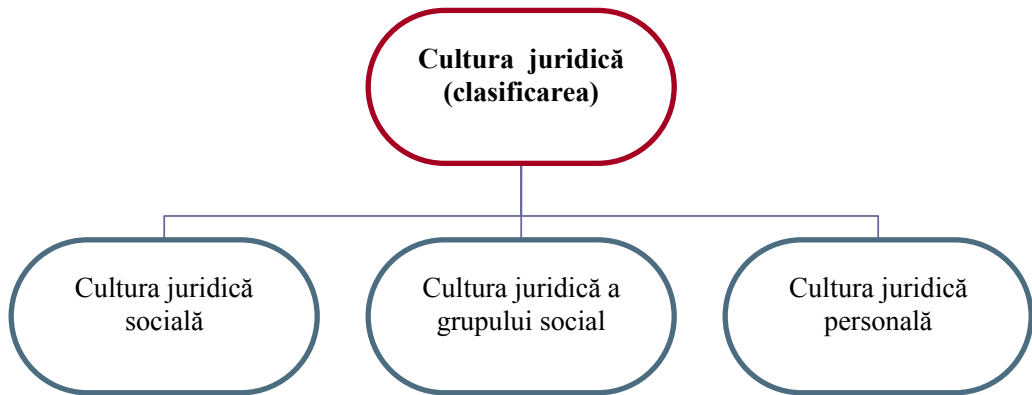 Cultura juridică
(clasificarea)
Cultura juridică
socială
Cultura juridică a
grupului social
Cultura juridică
personală